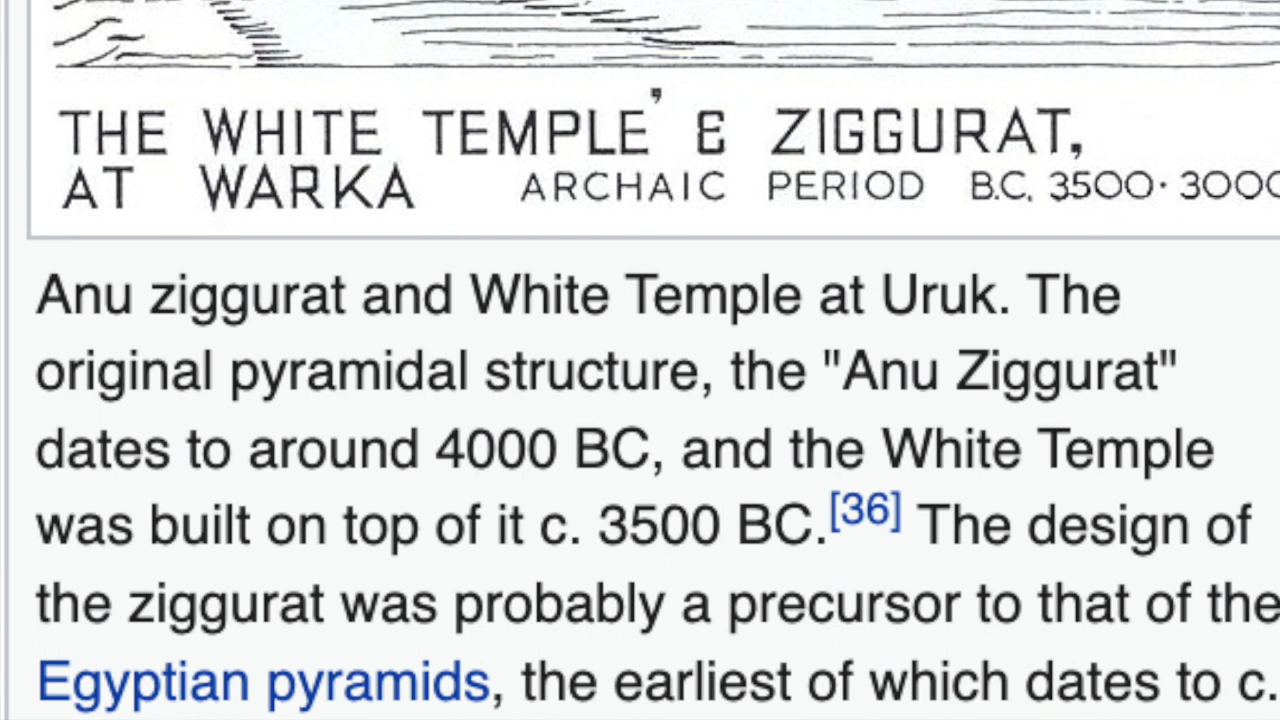 THE WHITE TEMPLE' & ZIGGURAT,
AT WARKA ARCHAIC PERIOD B.C. 3500·3000
Anu ziggurat and White Temple at Uruk. The
original pyramidal structure, the "Anu Ziggurat"
dates to around 4000 BC, and the White Temple
was built on top of it c. 3500 BC.[36] The design of
the ziggurat was probably a precursor to that of the
Egyptian pyramids, the earliest of which dates to c.